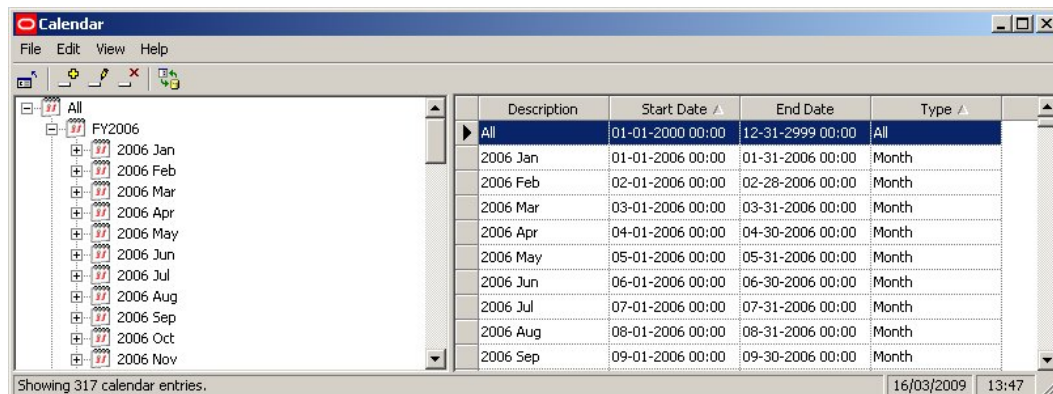 Calendar
File Edit View Help
All
FY2006
2006 Jan
2006 Feb
2006 Mar
2006 Apr
2006 May
2006 Jun
2006 Jul
2006 Aug
2006 Sep
2006 Oct
2006 Nov
Description Start Date End Date Type
All 01-01-2000 00:00 12-31-2999 00:00 All
2006 Jan 01-01-2006 00:00 01-31-2006 00:00 Month
2006 Feb 02-01-2006 00:00 02-28-2006 00:00 Month
2006 Mar 03-01-2006 00:00 03-31-2006 00:00 Month
2006 Apr 04-01-2006 00:00 04-30-2006 00:00 Month
2006 May 05-01-2006 00:00 05-31-2006 00:00 Month
2006 Jun 06-01-2006 00:00 06-30-2006 00:00 Month
2006 Jul 07-01-2006 00:00 07-31-2006 00:00 Month
2006 Aug 08-01-2006 00:00 08-31-2006 00:00 Month
2006 Sep 09-01-2006 00:00 09-30-2006 00:00 Month
Showing 317 calendar entries. 16/03/2009 13:47